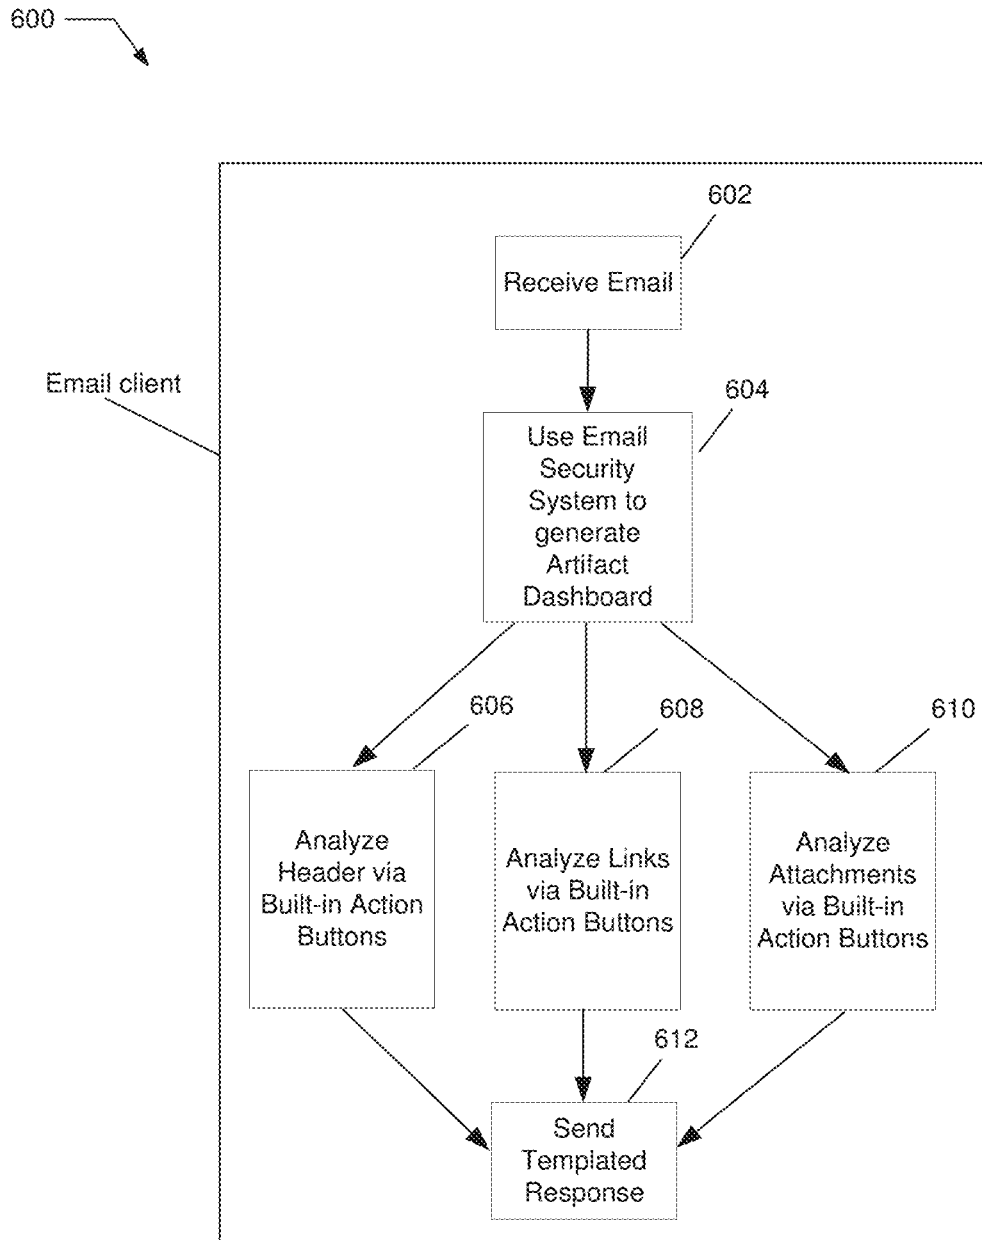 600
602
Receive Email
Email client
604
Use Email
Security
System to
generate
Artifact
Dashboard
606
608
610
Analyze
Header via
Built-in Action
Buttons
Analyze Links
via Built-in
Action Buttons
Analyze
Attachments
via Built-in
Action Buttons
612
Send
Templated
Response